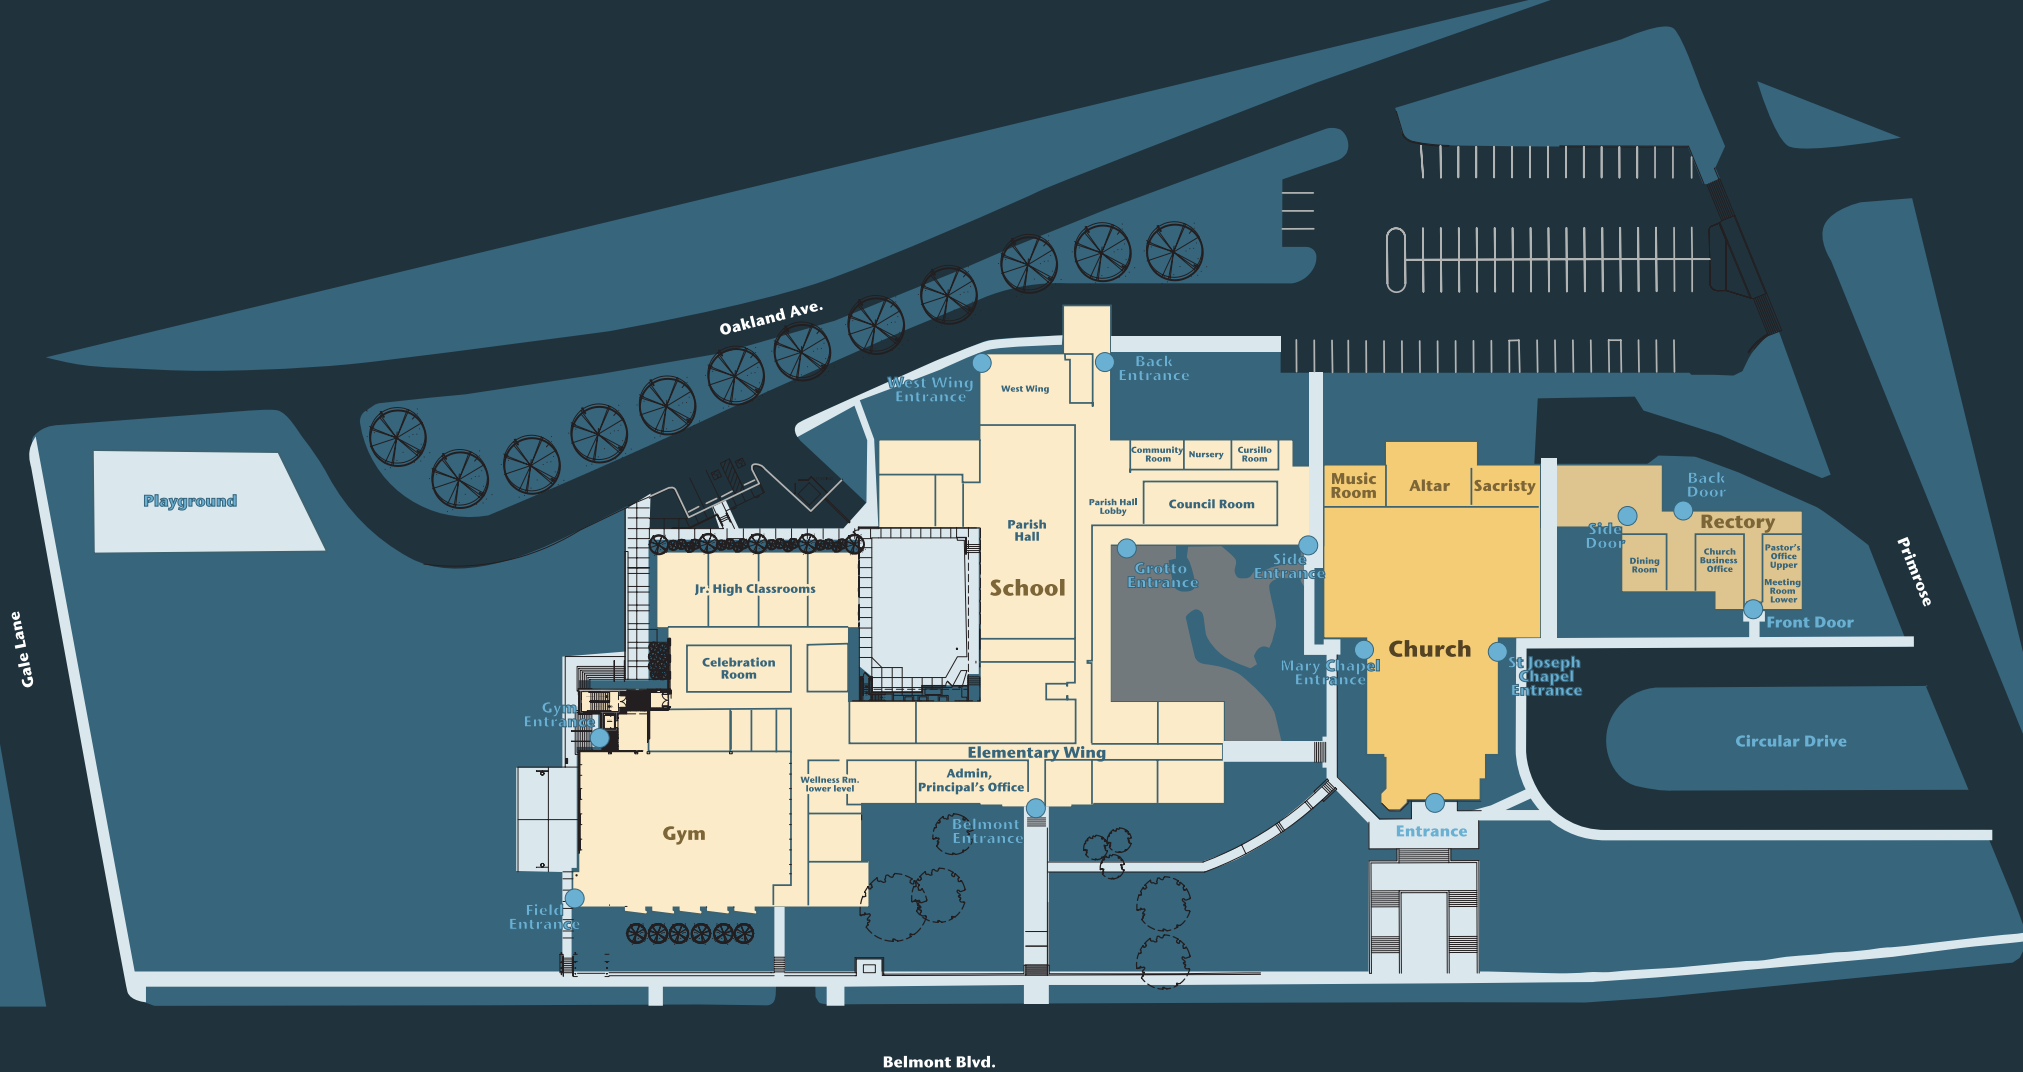 Oakland Ave.
West Wing
Entrance
West Wing
Back
Entrance
Playground
Community
Room
Nursery
Cursillo
Room
Parish Hall
Lobby
Council Room
Parish
Hall
School
Music
Room
Altar
Sacristy
Back
Door
Side
Door
Rectory
Dining
Room
Church
Business
Office
Pastor's
Office
Upper
Meeting
Room
Lower
Front Door
Primrose
Grotto
Entrance
Side
Entrance
Jr. High Classrooms
Celebration
Room
Church
Mary Chapel
Entrance
St Joseph
Chapel
Entrance
Gale Lane
Gym
Entrance
Elementary Wing
Wellness Rm.
lower level
Admin,
Principal's Office
Circular Drive
Gym
Belmont
Entrance
Entrance
Field
Entrance
Belmont Blvd.